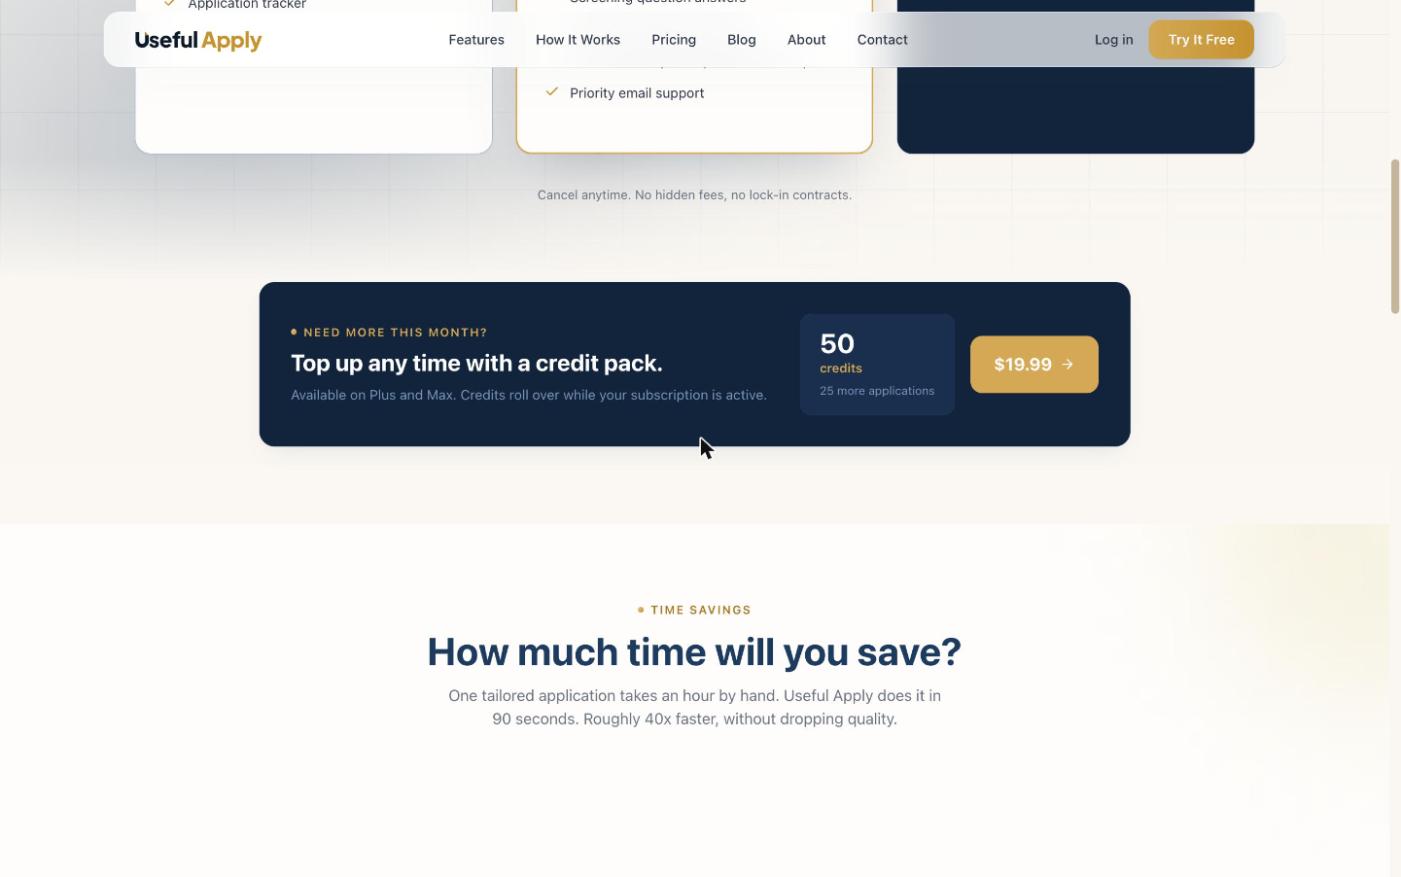 Application tracker
Screening question answers
Useful Apply
Features
How It Works
Pricing
Blog
About
Contact
Log in
Try It Free
Priority email support
Cancel anytime. No hidden fees, no lock-in contracts.
NEED MORE THIS MONTH?
Top up any time with a credit pack.
Available on Plus and Max. Credits roll over while your subscription is active.
50
credits
25 more applications
$19.99 →
TIME SAVINGS
How much time will you save?
One tailored application takes an hour by hand. Useful Apply does it in
90 seconds. Roughly 40x faster, without dropping quality.